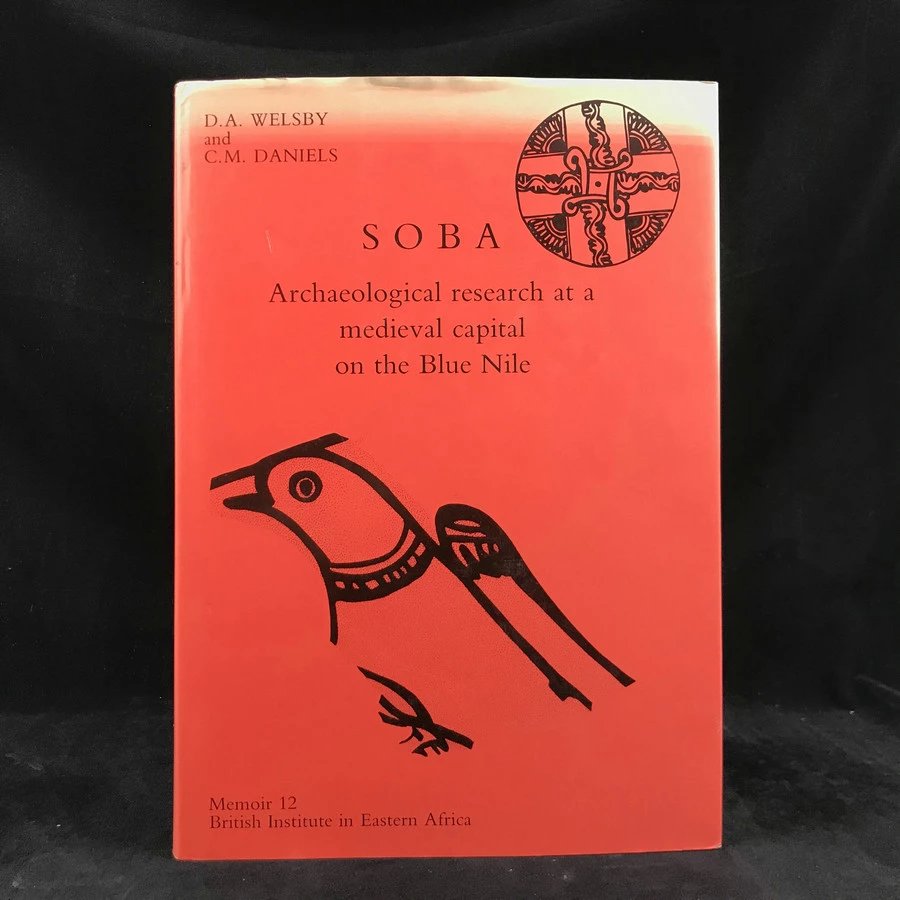 D.A. WELSBY
and
C.M. DANIELS
SOBA
Archaeological research at a
medieval capital
on the Blue Nile
Memoir 12
British Institute in Eastern Africa